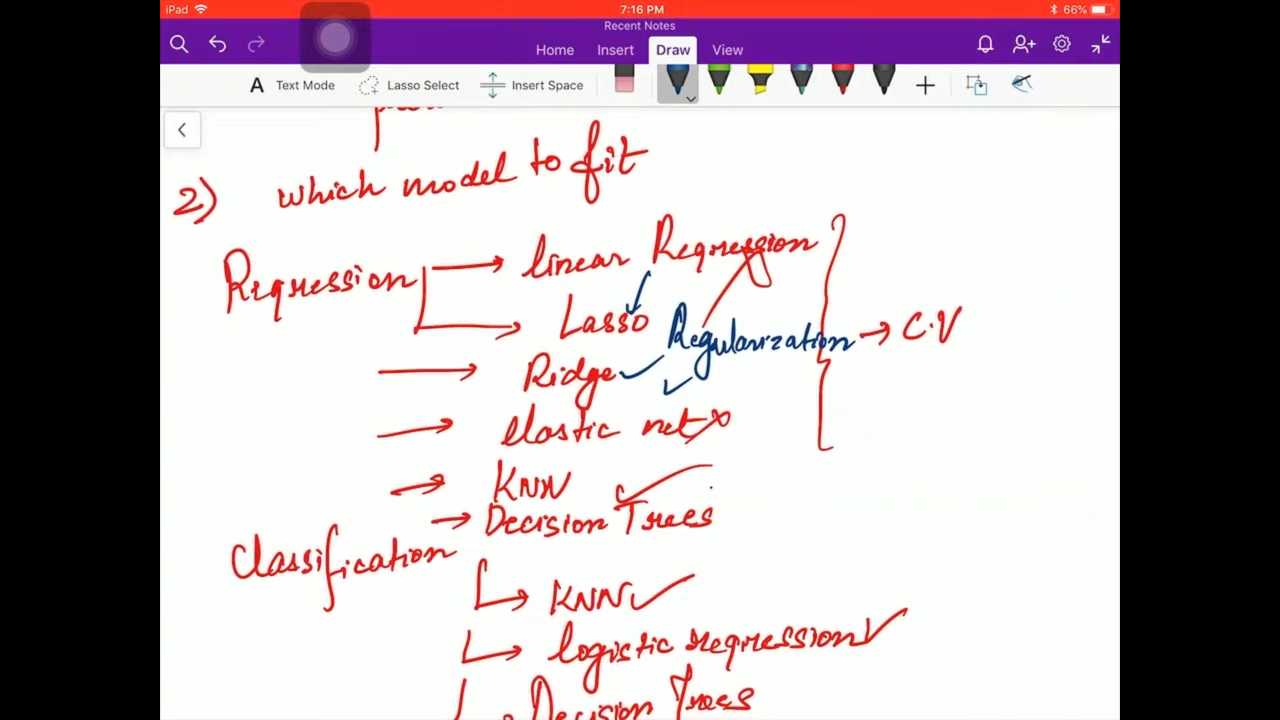 iPad 7:16 PM 66%
Recent Notes
Home Insert Draw View
Text Mode Lasso Select Insert Space
2) which model to fit
Regression → linear Regression
→ Lasso
Regularization → C.V
→ Ridge
→ elastic net
→ KNN
→ Decision Trees
Classification
→ KNN
→ logistic regression
→ Decision Trees